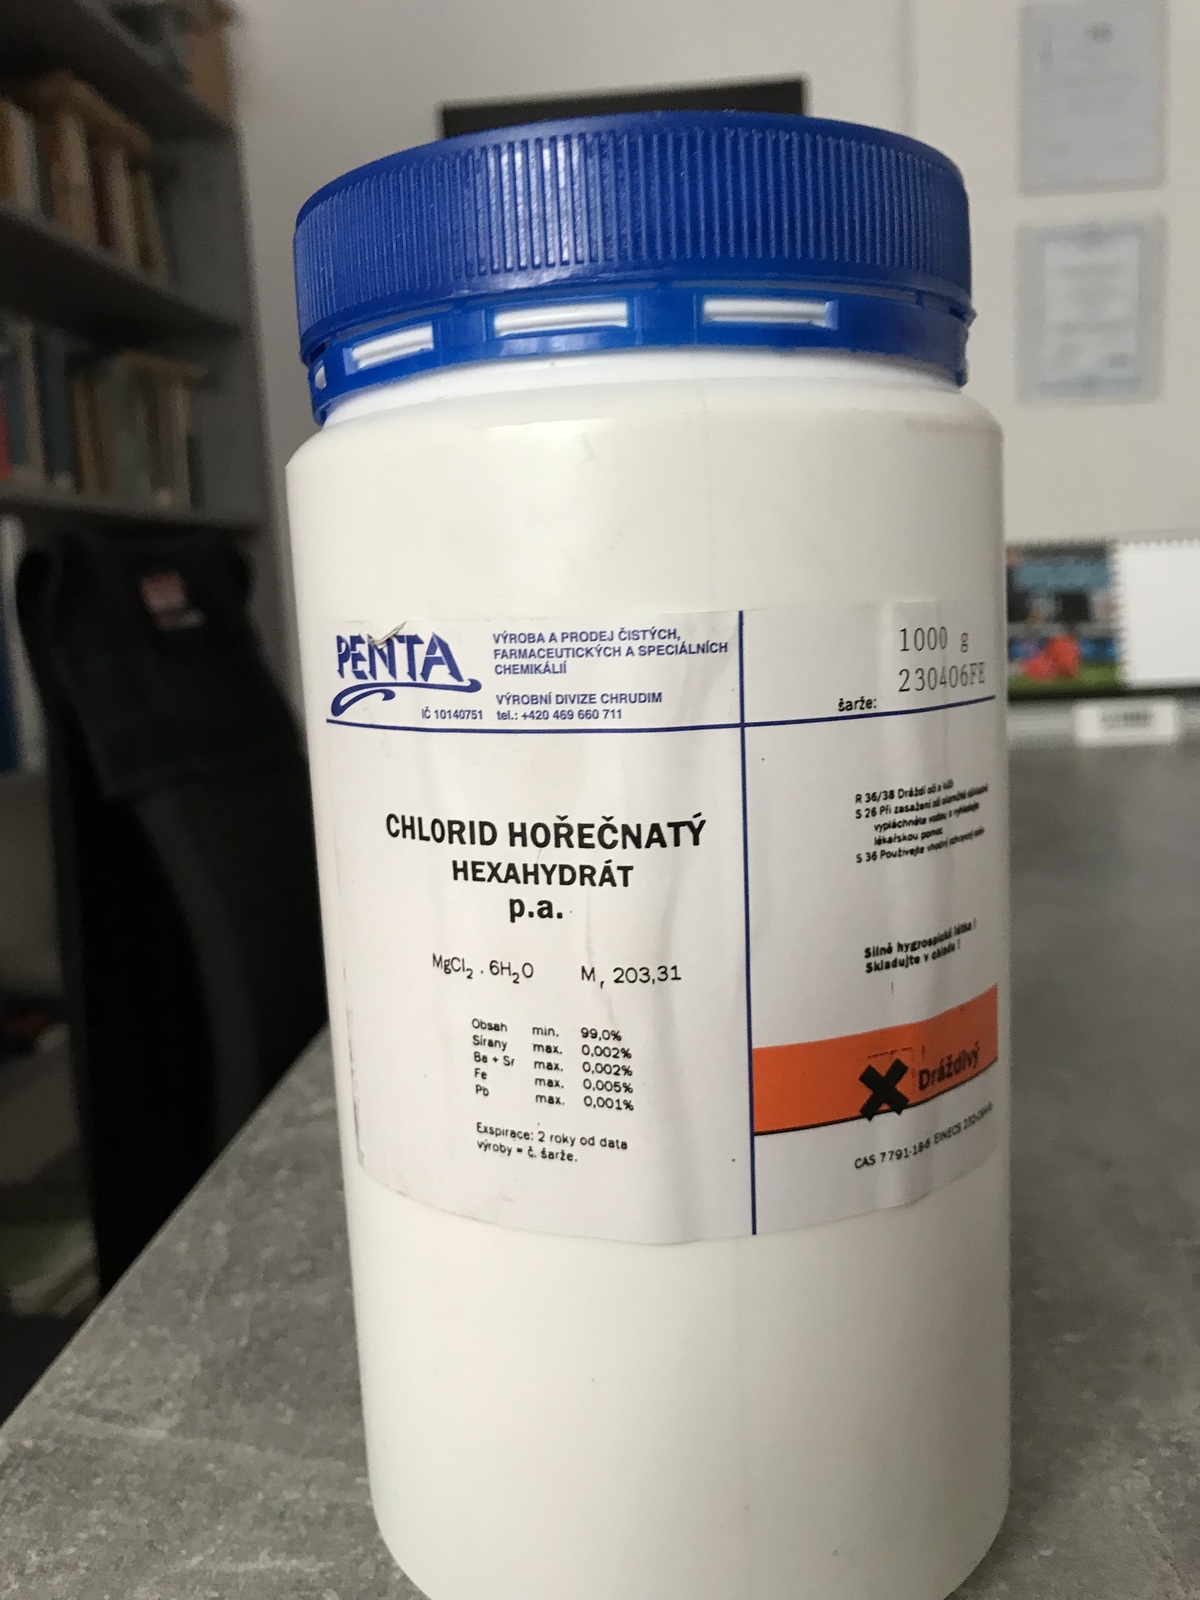 PENTA
VÝROBA A PRODEJ ČISTÝCH,
FARMACEUTICKÝCH A SPECIÁLNÍCH
CHEMIKÁLIÍ
VÝROBNÍ DIVIZE CHRUDIM
IČ 10140751 tel.: +420 469 660 711
1000 g
šarže: 230406FE
CHLORID HOŘEČNATÝ
HEXAHYDRÁT
p.a.
MgCl₂ . 6H₂O Mᵣ 203,31
Obsah min. 99,0%
Sírany max. 0,002%
Ba + Sr max. 0,002%
Fe max. 0,005%
Pb max. 0,001%
Exspirace: 2 roky od data
výroby = č. šarže.
R 36/38 Dráždí oči a kůži
S 26 Při zasažení očí okamžitě důkladně
vypláchněte vodou a vyhledejte
lékařskou pomoc
S 36 Používejte vhodný ochranný oděv
Silně hygroskopická látka !
Skladujte v chladu !
Dráždivý
CAS 7791-18-6 EINECS